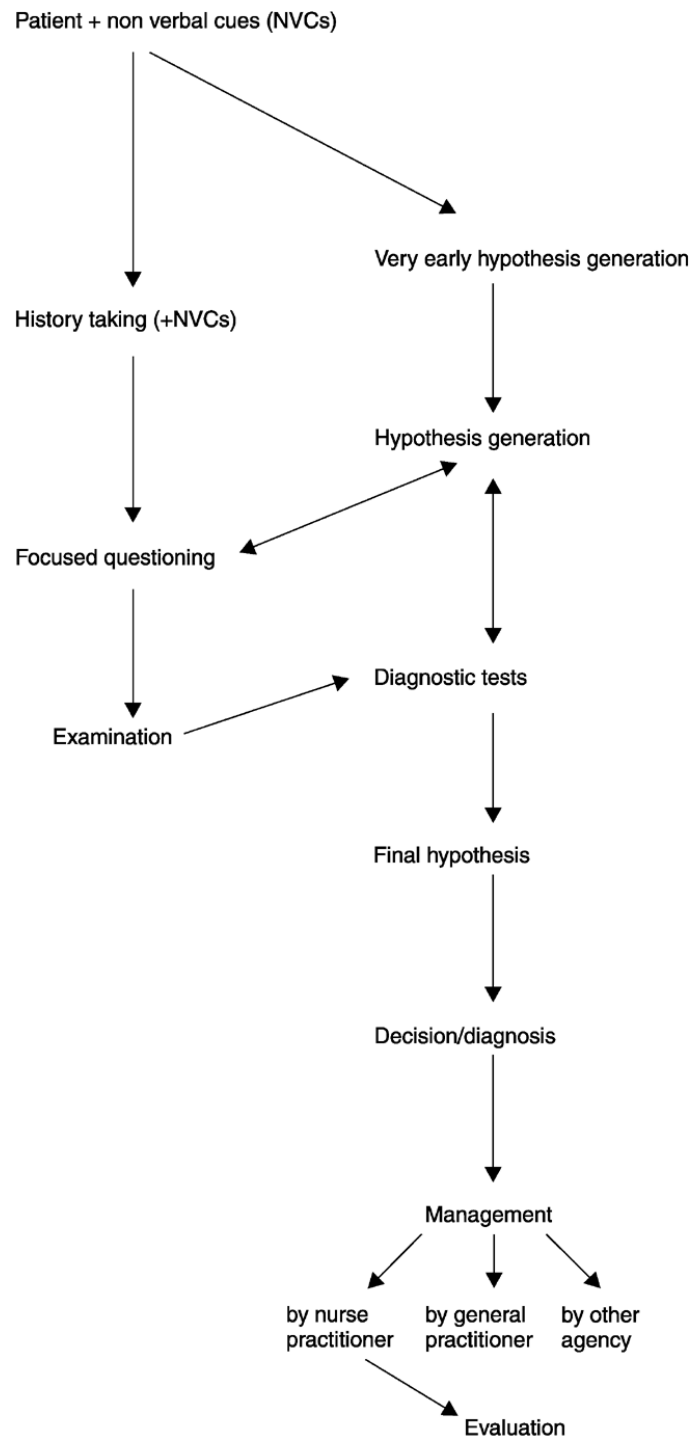 Patient + non verbal cues (NVCs)
Very early hypothesis generation
History taking (+NVCs)
Hypothesis generation
Focused questioning
Diagnostic tests
Examination
Final hypothesis
Decision/diagnosis
Management
by nurse
practitioner
by general
practitioner
by other
agency
Evaluation